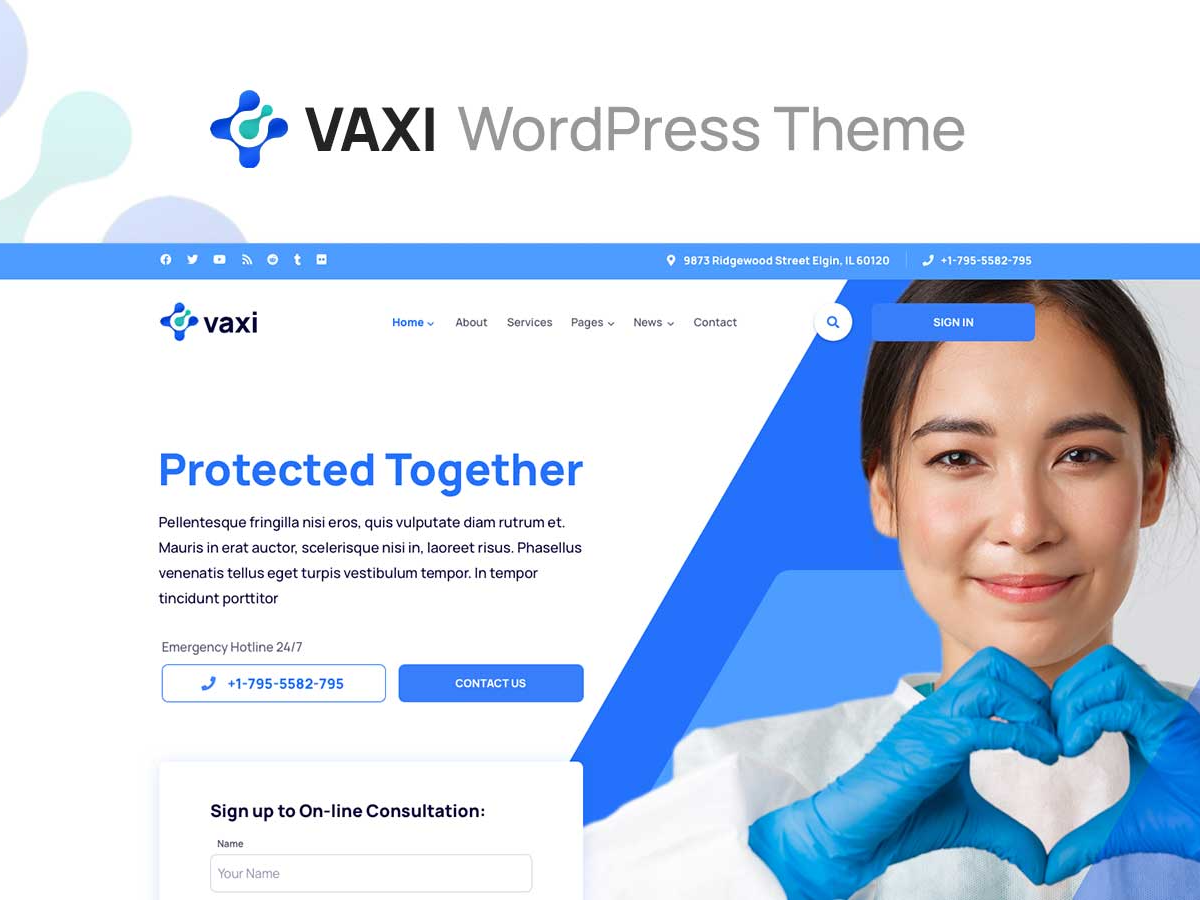 VAXI WordPress Theme
9873 Ridgewood Street Elgin, IL 60120
+1-795-5582-795
vaxi
Home
About
Services
Pages
News
Contact
SIGN IN
Protected Together
Pellentesque fringilla nisi eros, quis vulputate diam rutrum et.
Mauris in erat auctor, scelerisque nisi in, laoreet risus. Phasellus
venenatis tellus eget turpis vestibulum tempor. In tempor
tincidunt porttitor
Emergency Hotline 24/7
+1-795-5582-795
CONTACT US
Sign up to On-line Consultation:
Name
Your Name